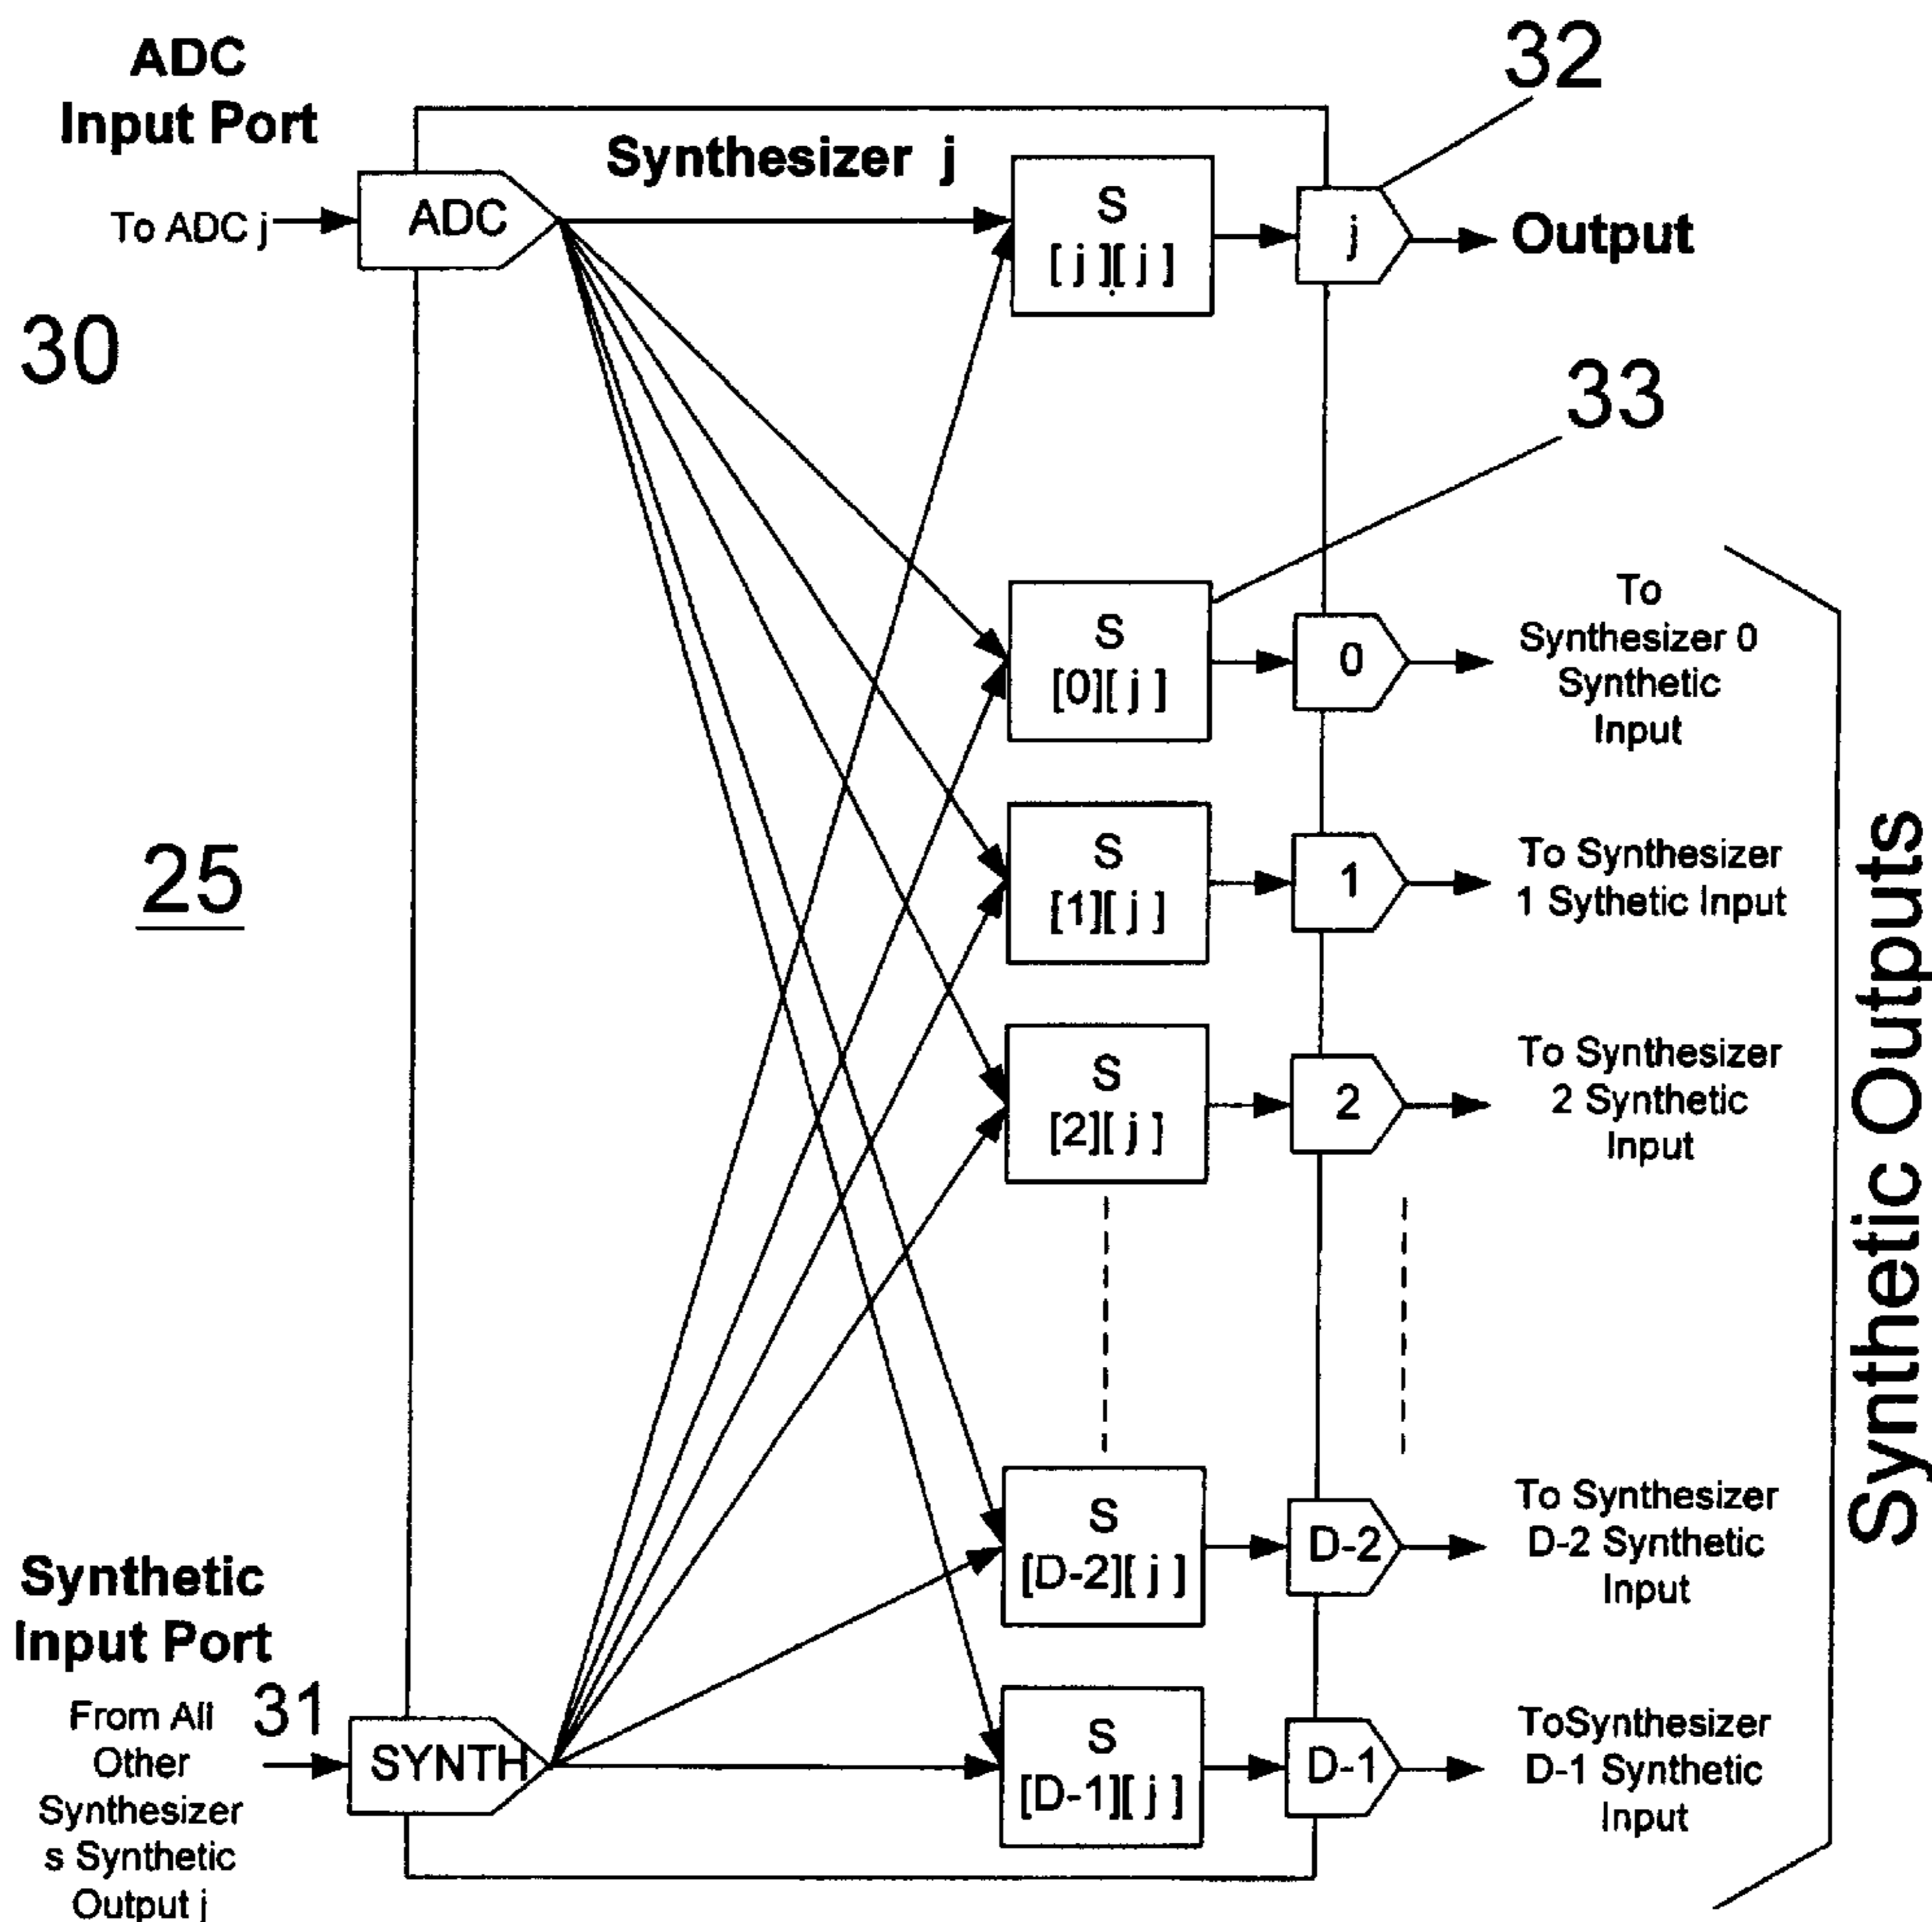 ADC
Input Port
To ADC j
30
25
Synthetic
Input Port
31
From All
Other
Synthesizer
s Synthetic
Output j
Synthesizer j
ADC
SYNTH
S
[ j ][ j ]
S
[0][ j ]
S
[1][ j ]
S
[2][ j ]
S
[D-2][ j ]
S
[D-1][ j ]
j
0
1
2
D-2
D-1
32
Output
33
To
Synthesizer 0
Synthetic
Input
To Synthesizer
1 Sythetic Input
To Synthesizer
2 Synthetic
Input
To Synthesizer
D-2 Synthetic
Input
ToSynthesizer
D-1 Synthetic
Input
Synthetic Outputs